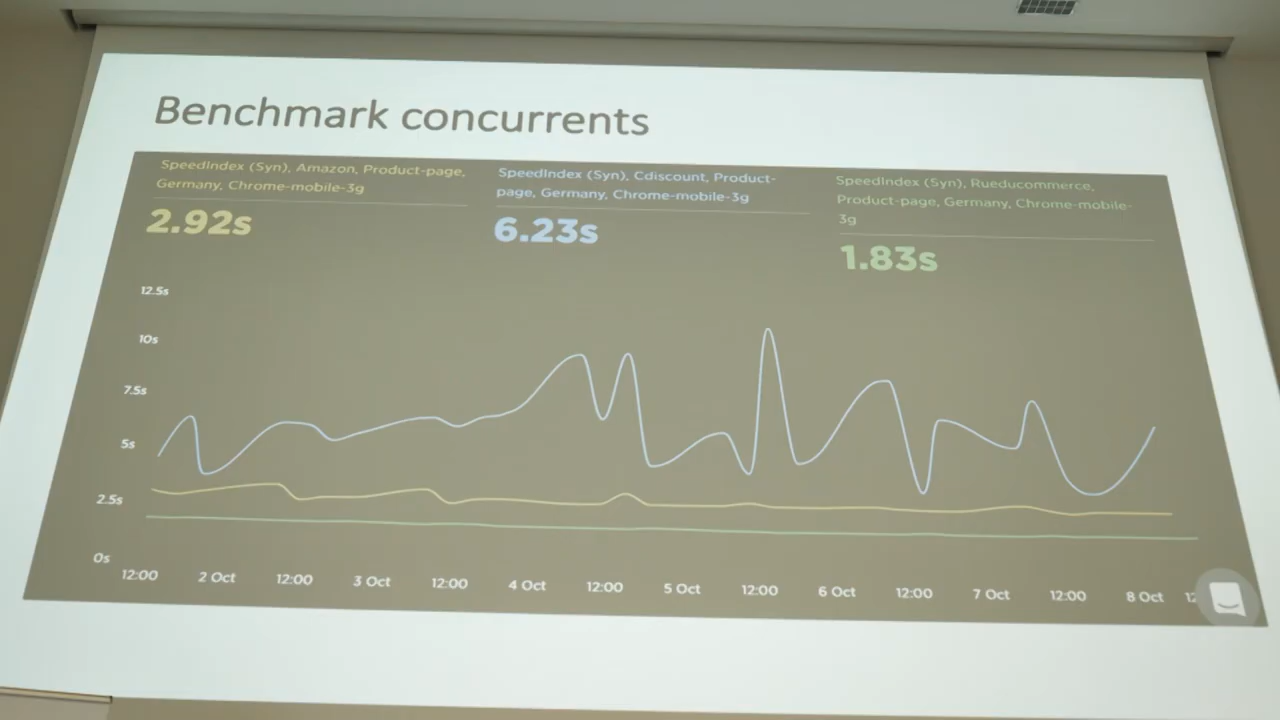 Benchmark concurrents
SpeedIndex (Syn), Amazon, Product-page,
Germany, Chrome-mobile-3g
2.92s
SpeedIndex (Syn), Cdiscount, Product-
page, Germany, Chrome-mobile-3g
6.23s
SpeedIndex (Syn), Rueducommerce,
Product-page, Germany, Chrome-mobile-
3g
1.83s
12.5s
10s
7.5s
5s
2.5s
0s
12:00 2 Oct 12:00 3 Oct 12:00 4 Oct 12:00 5 Oct 12:00 6 Oct 12:00 7 Oct 12:00 8 Oct